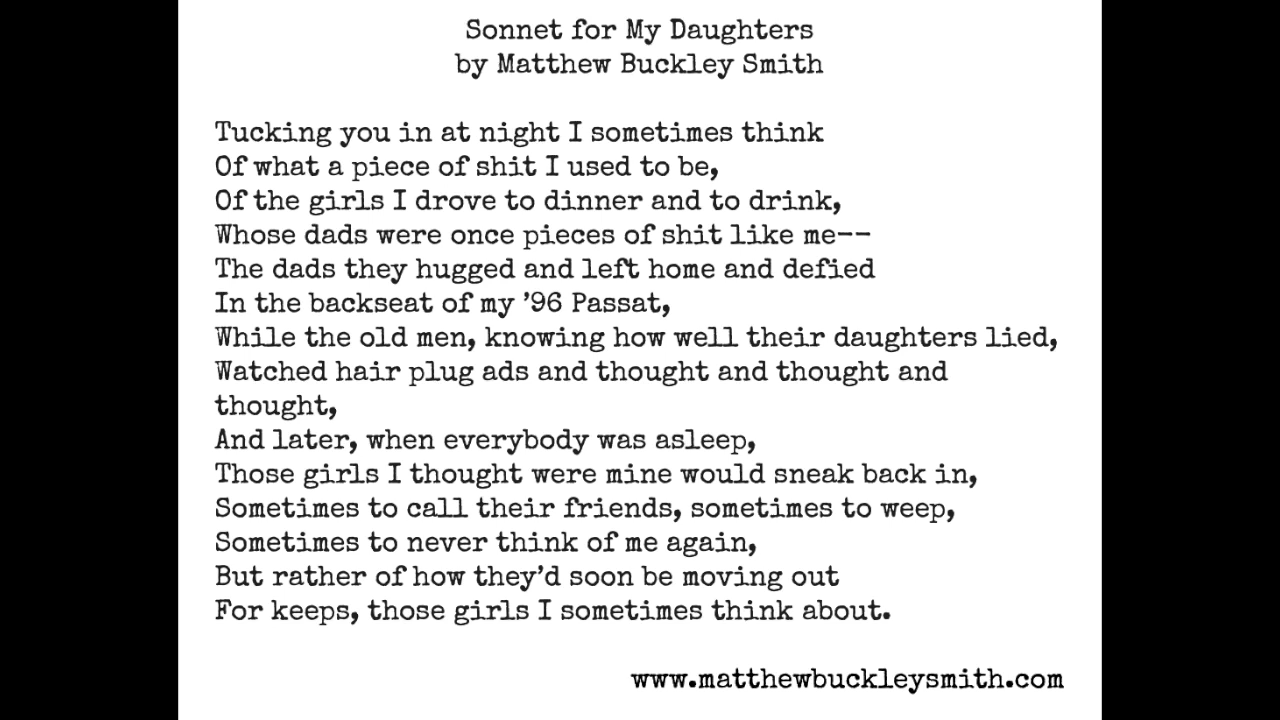 Sonnet for My Daughters
by Matthew Buckley Smith
Tucking you in at night I sometimes think
Of what a piece of shit I used to be,
Of the girls I drove to dinner and to drink,
Whose dads were once pieces of shit like me--
The dads they hugged and left home and defied
In the backseat of my '96 Passat,
While the old men, knowing how well their daughters lied,
Watched hair plug ads and thought and thought and
thought,
And later, when everybody was asleep,
Those girls I thought were mine would sneak back in,
Sometimes to call their friends, sometimes to weep,
Sometimes to never think of me again,
But rather of how they'd soon be moving out
For keeps, those girls I sometimes think about.
www.matthewbuckleysmith.com